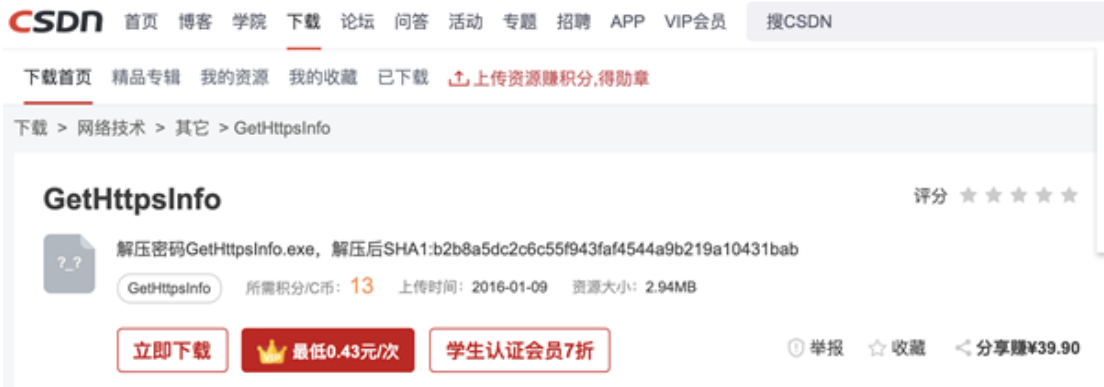 CSDN 首页 博客 学院 下载 论坛 问答 活动 专题 招聘 APP VIP会员 搜CSDN
下载首页 精品专辑 我的资源 我的收藏 已下载 上传资源赚积分,得勋章
下载 > 网络技术 > 其它 > GetHttpsInfo
GetHttpsInfo 评分
?_? 解压密码GetHttpsInfo.exe，解压后SHA1:b2b8a5dc2c6c55f943faf4544a9b219a10431bab
GetHttpsInfo 所需积分/C币： 13 上传时间：2016-01-09 资源大小：2.94MB
立即下载 VIP 最低0.43元/次 学生认证会员7折 举报 收藏 分享赚¥39.90